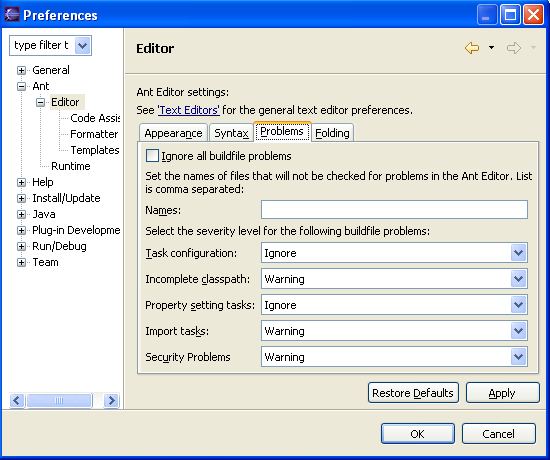 Preferences
type filter t
General
Ant
Editor
Code Assis
Formatter
Templates
Runtime
Help
Install/Update
Java
Plug-in Developme
Run/Debug
Team
Editor
Ant Editor settings:
See 'Text Editors' for the general text editor preferences.
Appearance Syntax Problems Folding
Ignore all buildfile problems
Set the names of files that will not be checked for problems in the Ant Editor. List
is comma separated:
Names:
Select the severity level for the following buildfile problems:
Task configuration: Ignore
Incomplete classpath: Warning
Property setting tasks: Ignore
Import tasks: Warning
Security Problems Warning
Restore Defaults Apply
OK Cancel